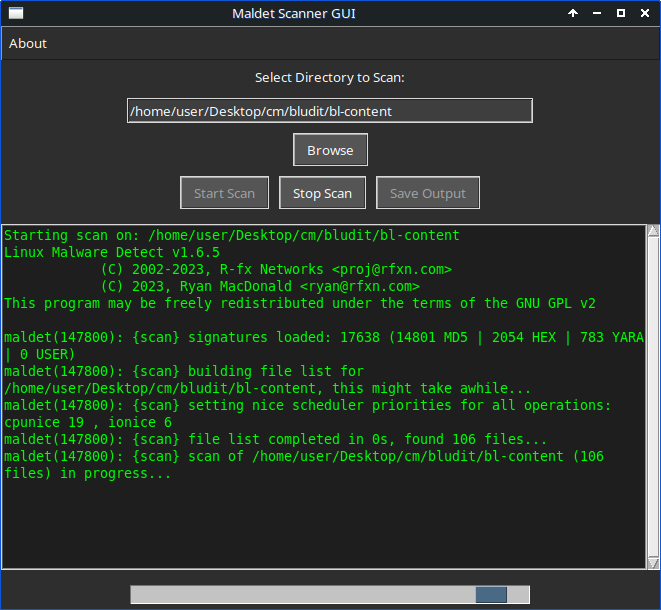 Maldet Scanner GUI
About
Select Directory to Scan:
/home/user/Desktop/cm/bludit/bl-content
Browse
Start Scan Stop Scan Save Output
Starting scan on: /home/user/Desktop/cm/bludit/bl-content
Linux Malware Detect v1.6.5
(C) 2002-2023, R-fx Networks <proj@rfxn.com>
(C) 2023, Ryan MacDonald <ryan@rfxn.com>
This program may be freely redistributed under the terms of the GNU GPL v2
maldet(147800): {scan} signatures loaded: 17638 (14801 MD5 | 2054 HEX | 783 YARA
| 0 USER)
maldet(147800): {scan} building file list for
/home/user/Desktop/cm/bludit/bl-content, this might take awhile...
maldet(147800): {scan} setting nice scheduler priorities for all operations:
cpunice 19 , ionice 6
maldet(147800): {scan} file list completed in 0s, found 106 files...
maldet(147800): {scan} scan of /home/user/Desktop/cm/bludit/bl-content (106
files) in progress...